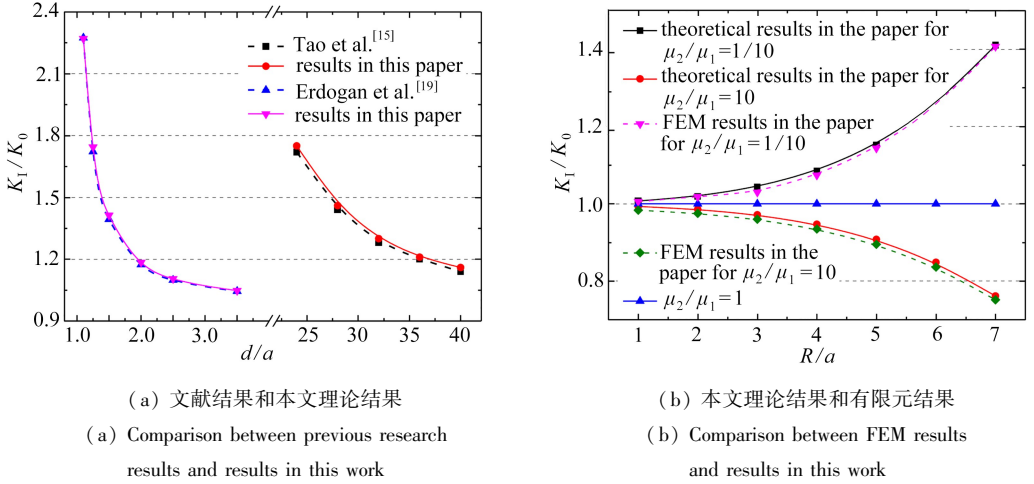 2.4
2.1
1.8
1.5
1.2
0.9
K_I / K_0
Tao et al.[15]
results in this paper
Erdogan et al.[19]
results in this paper
1.0 2.0 3.0 25 30 35 40
d/a
(a) 文献结果和本文理论结果
(a) Comparison between previous research
results and results in this work
1.4
1.2
1.0
0.8
K_I / K_0
theoretical results in the paper for
μ₂/μ₁=1/10
theoretical results in the paper for
μ₂/μ₁=10
FEM results in the paper
for μ₂/μ₁=1/10
FEM results in the
paper for μ₂/μ₁=10
μ₂/μ₁=1
1 2 3 4 5 6 7
R/a
(b) 本文理论结果和有限元结果
(b) Comparison between FEM results
and results in this work